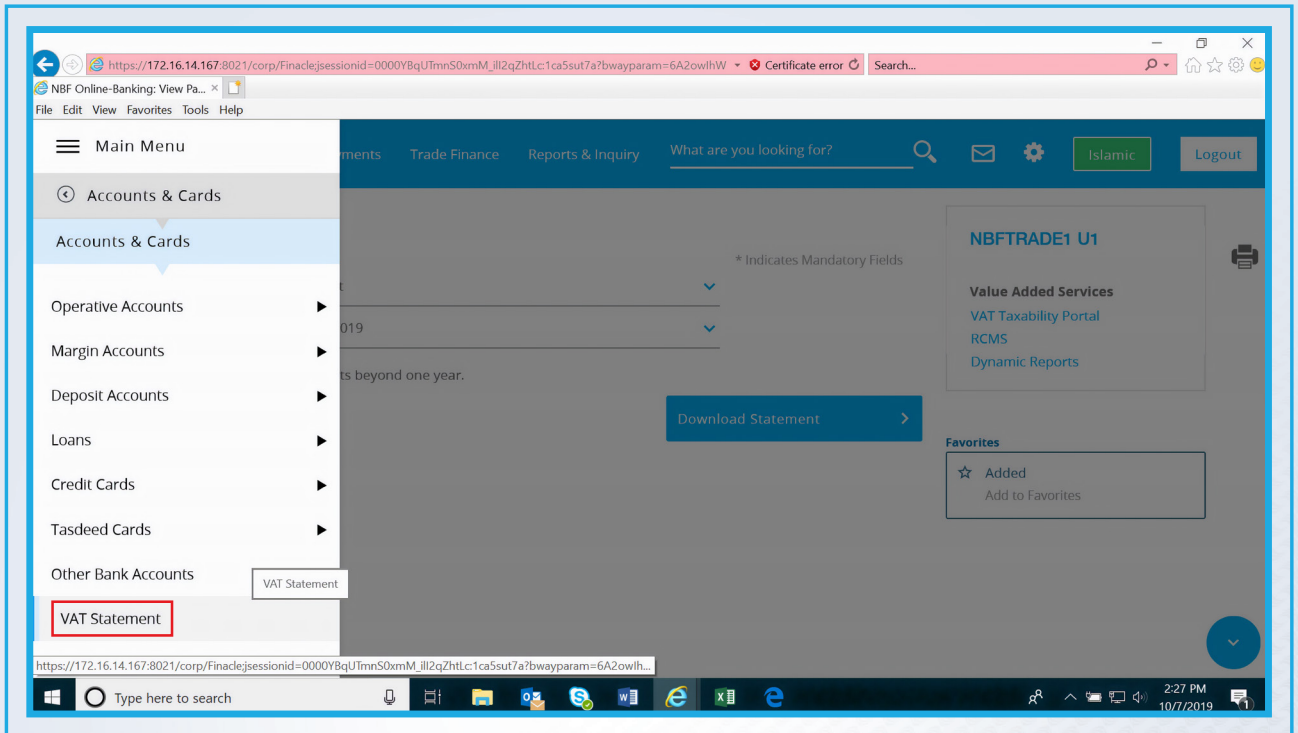 https://172.16.14.167:8021/corp/Finacle;jsessionid=0000YBqUTmnS0xmM_ill2qZhtLc:1ca5sut7a?bwayparam=6A2owlhW
Certificate error
Search...
NBF Online-Banking: View Pa...
File Edit View Favorites Tools Help
Main Menu
ments
Trade Finance
Reports & Inquiry
What are you looking for?
Islamic
Logout
Accounts & Cards
Accounts & Cards
* Indicates Mandatory Fields
t
019
ts beyond one year.
Download Statement
NBFTRADE1 U1
Value Added Services
VAT Taxability Portal
RCMS
Dynamic Reports
Favorites
Added
Add to Favorites
Operative Accounts
Margin Accounts
Deposit Accounts
Loans
Credit Cards
Tasdeed Cards
Other Bank Accounts
VAT Statement
VAT Statement
https://172.16.14.167:8021/corp/Finacle;jsessionid=0000YBqUTmnS0xmM_ill2qZhtLc:1ca5sut7a?bwayparam=6A2owlh...
Type here to search
2:27 PM
10/7/2019
1